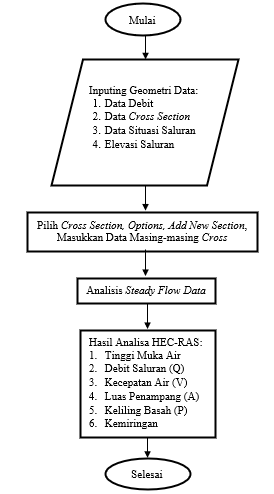 Mulai
Inputing Geometri Data:
1. Data Debit
2. Data Cross Section
3. Data Situasi Saluran
4. Elevasi Saluran
Pilih Cross Section, Options, Add New Section,
Masukkan Data Masing-masing Cross
Analisis Steady Flow Data
Hasil Analisa HEC-RAS:
1. Tinggi Muka Air
2. Debit Saluran (Q)
3. Kecepatan Air (V)
4. Luas Penampang (A)
5. Keliling Basah (P)
6. Kemiringan
Selesai